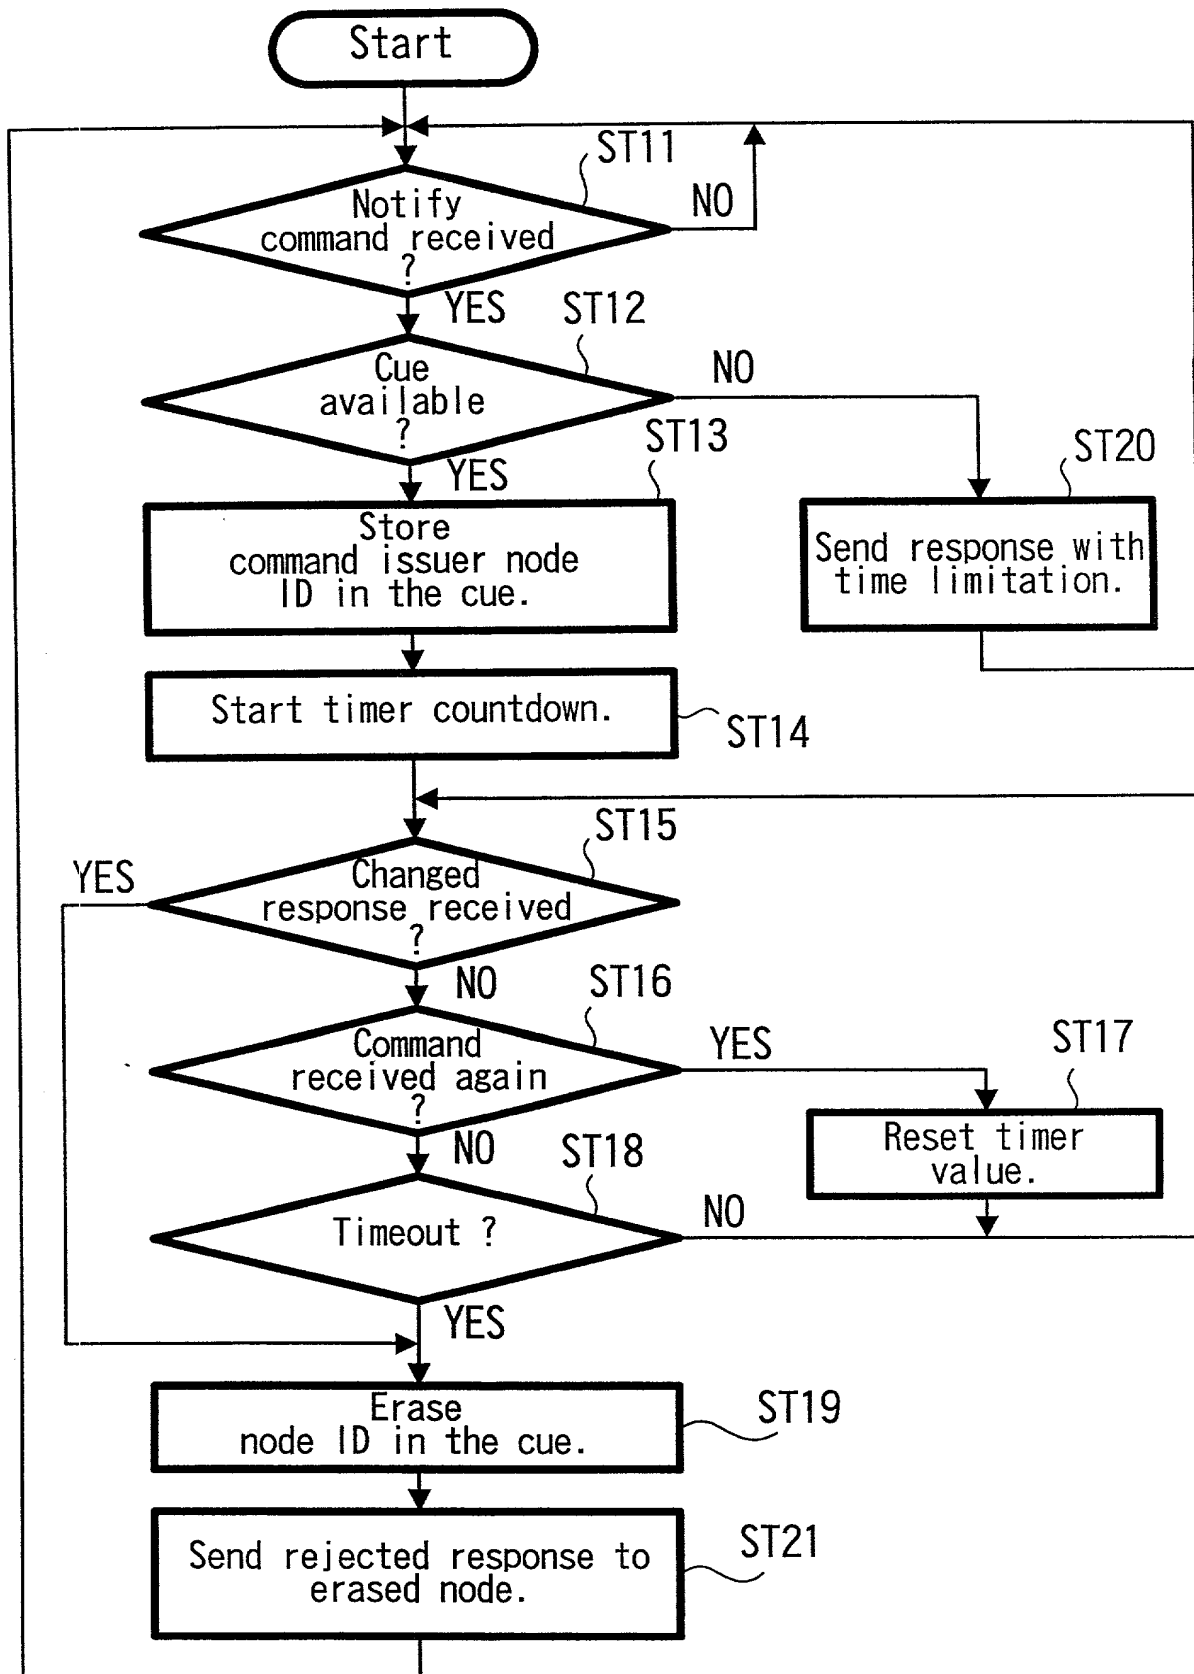 Start
ST11
Notify
command received
?
NO
YES
ST12
Cue
available
?
NO
YES
ST13
Store
command issuer node
ID in the cue.
ST20
Send response with
time limitation.
Start timer countdown.
ST14
ST15
YES
Changed
response received
?
NO
ST16
Command
received again
?
YES
ST17
Reset timer
value.
NO
ST18
Timeout ?
NO
YES
Erase
node ID in the cue.
ST19
Send rejected response to
erased node.
ST21